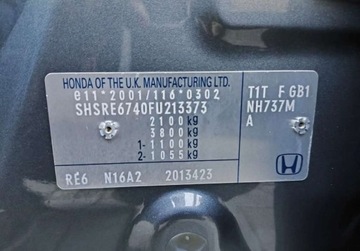 HONDA OF THE U.K. MANUFACTURING LTD.
e11*2001/116*0302
SHSRE6740FU213373
2100kg
3800kg
1-1100kg
2-1055kg
T1T F GB1
NH737M
A
RE6 N16A2 2013423
HONDA